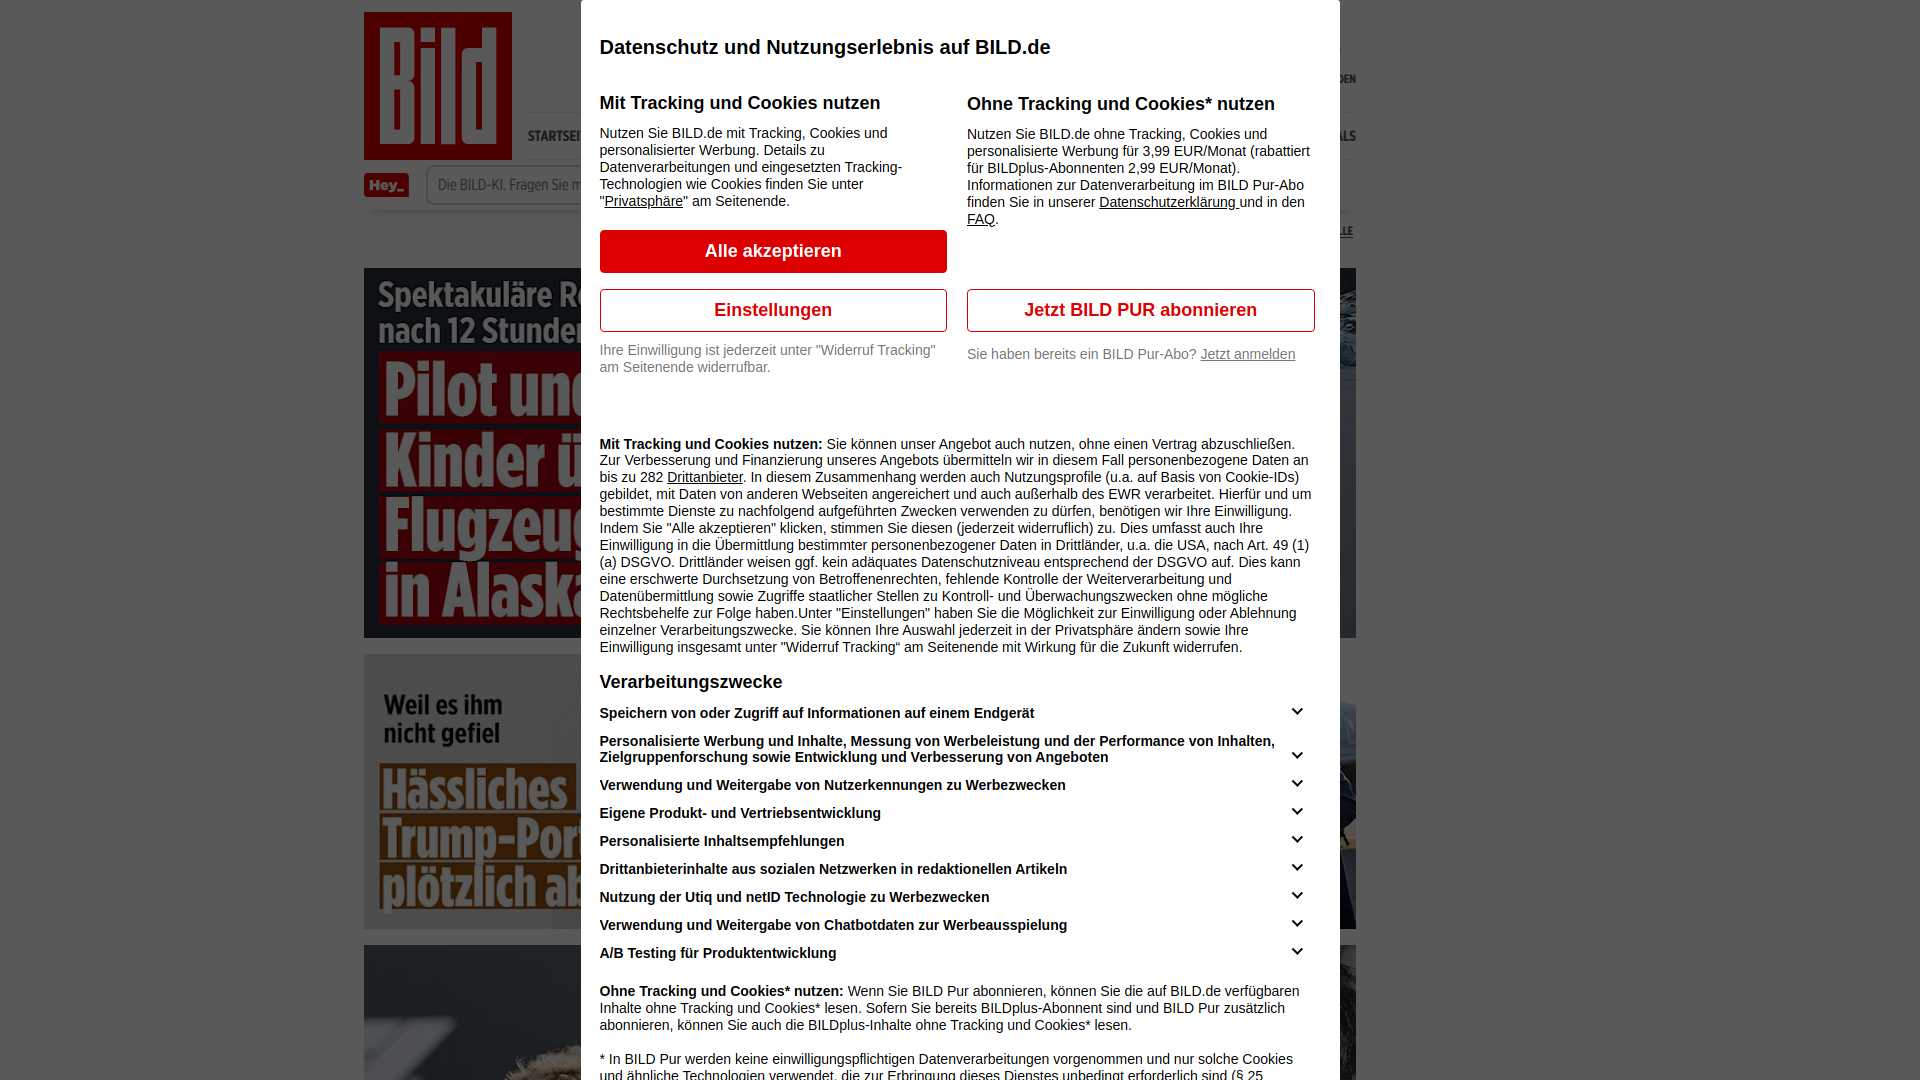 Bild
DEN
STARTSEI
ALS
Hey_
Die BILD-KI. Fragen Sie m
LLE
Spektakuläre Re
nach 12 Stunden
Pilot und
Kinder ü
Flugzeug
in Alaska
Weil es ihm
nicht gefiel
Hässliches
Trump-Port
plötzlich ab
Datenschutz und Nutzungserlebnis auf BILD.de
Mit Tracking und Cookies nutzen
Nutzen Sie BILD.de mit Tracking, Cookies und
personalisierter Werbung. Details zu
Datenverarbeitungen und eingesetzten Tracking-
Technologien wie Cookies finden Sie unter
"Privatsphäre" am Seitenende.
Alle akzeptieren
Einstellungen
Ihre Einwilligung ist jederzeit unter "Widerruf Tracking"
am Seitenende widerrufbar.
Ohne Tracking und Cookies* nutzen
Nutzen Sie BILD.de ohne Tracking, Cookies und
personalisierte Werbung für 3,99 EUR/Monat (rabattiert
für BILDplus-Abonnenten 2,99 EUR/Monat).
Informationen zur Datenverarbeitung im BILD Pur-Abo
finden Sie in unserer Datenschutzerklärung und in den
FAQ.
Jetzt BILD PUR abonnieren
Sie haben bereits ein BILD Pur-Abo? Jetzt anmelden
Mit Tracking und Cookies nutzen: Sie können unser Angebot auch nutzen, ohne einen Vertrag abzuschließen.
Zur Verbesserung und Finanzierung unseres Angebots übermitteln wir in diesem Fall personenbezogene Daten an
bis zu 282 Drittanbieter. In diesem Zusammenhang werden auch Nutzungsprofile (u.a. auf Basis von Cookie-IDs)
gebildet, mit Daten von anderen Webseiten angereichert und auch außerhalb des EWR verarbeitet. Hierfür und um
bestimmte Dienste zu nachfolgend aufgeführten Zwecken verwenden zu dürfen, benötigen wir Ihre Einwilligung.
Indem Sie "Alle akzeptieren" klicken, stimmen Sie diesen (jederzeit widerruflich) zu. Dies umfasst auch Ihre
Einwilligung in die Übermittlung bestimmter personenbezogener Daten in Drittländer, u.a. die USA, nach Art. 49 (1)
(a) DSGVO. Drittländer weisen ggf. kein adäquates Datenschutzniveau entsprechend der DSGVO auf. Dies kann
eine erschwerte Durchsetzung von Betroffenenrechten, fehlende Kontrolle der Weiterverarbeitung und
Datenübermittlung sowie Zugriffe staatlicher Stellen zu Kontroll- und Überwachungszwecken ohne mögliche
Rechtsbehelfe zur Folge haben.Unter "Einstellungen" haben Sie die Möglichkeit zur Einwilligung oder Ablehnung
einzelner Verarbeitungszwecke. Sie können Ihre Auswahl jederzeit in der Privatsphäre ändern sowie Ihre
Einwilligung insgesamt unter "Widerruf Tracking“ am Seitenende mit Wirkung für die Zukunft widerrufen.
Verarbeitungszwecke
Speichern von oder Zugriff auf Informationen auf einem Endgerät
Personalisierte Werbung und Inhalte, Messung von Werbeleistung und der Performance von Inhalten,
Zielgruppenforschung sowie Entwicklung und Verbesserung von Angeboten
Verwendung und Weitergabe von Nutzerkennungen zu Werbezwecken
Eigene Produkt- und Vertriebsentwicklung
Personalisierte Inhaltsempfehlungen
Drittanbieterinhalte aus sozialen Netzwerken in redaktionellen Artikeln
Nutzung der Utiq und netID Technologie zu Werbezwecken
Verwendung und Weitergabe von Chatbotdaten zur Werbeausspielung
A/B Testing für Produktentwicklung
Ohne Tracking und Cookies* nutzen: Wenn Sie BILD Pur abonnieren, können Sie die auf BILD.de verfügbaren
Inhalte ohne Tracking und Cookies* lesen. Sofern Sie bereits BILDplus-Abonnent sind und BILD Pur zusätzlich
abonnieren, können Sie auch die BILDplus-Inhalte ohne Tracking und Cookies* lesen.
* In BILD Pur werden keine einwilligungspflichtigen Datenverarbeitungen vorgenommen und nur solche Cookies
und ähnliche Technologien verwendet, die zur Erbringung dieses Dienstes unbedingt erforderlich sind (§ 25